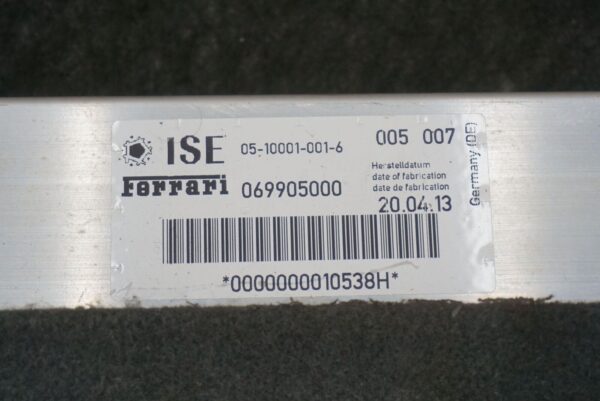 ISE 05-10001-001-6 005 007
Herstelldatum
date of fabrication
Ferrari 069905000 date de fabrication
20.04.13
Germany (DE)
*0000000010538H*